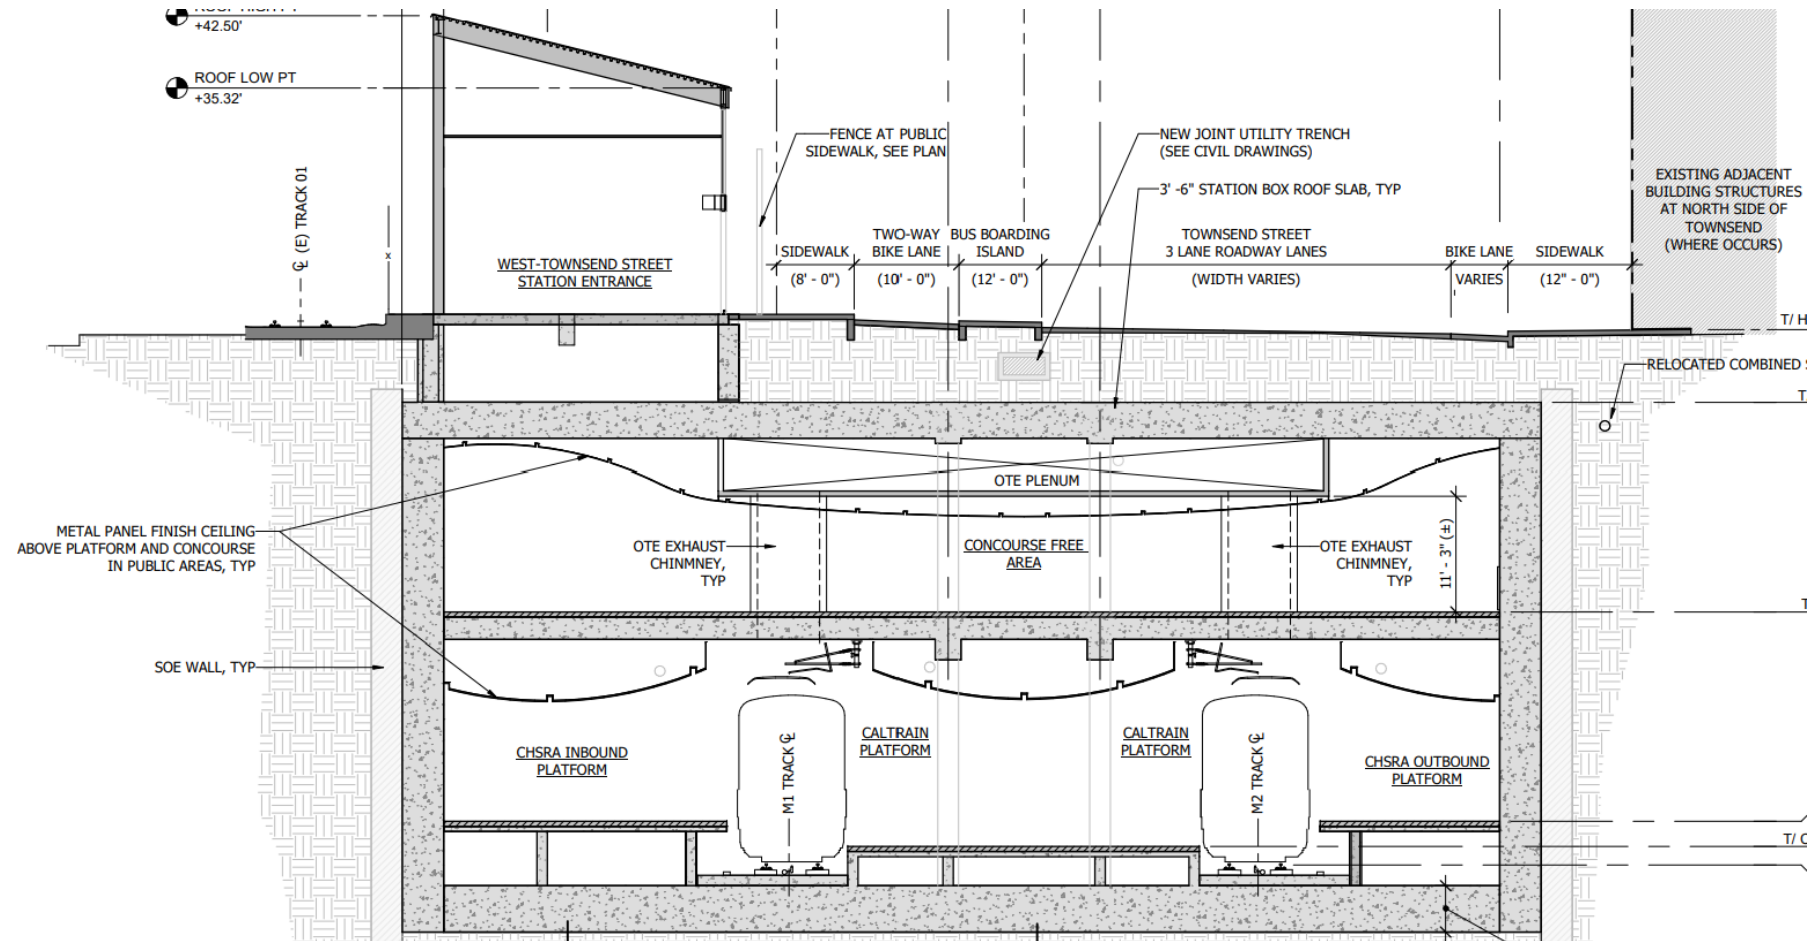 ROOF HIGH PT
+42.50'
ROOF LOW PT
+35.32'
℄ (E) TRACK 01
x
WEST-TOWNSEND STREET
STATION ENTRANCE
FENCE AT PUBLIC
SIDEWALK, SEE PLAN
NEW JOINT UTILITY TRENCH
(SEE CIVIL DRAWINGS)
3' -6" STATION BOX ROOF SLAB, TYP
EXISTING ADJACENT
BUILDING STRUCTURES
AT NORTH SIDE OF
TOWNSEND
(WHERE OCCURS)
SIDEWALK
(8' - 0")
TWO-WAY
BIKE LANE
(10' - 0")
BUS BOARDING
ISLAND
(12' - 0")
TOWNSEND STREET
3 LANE ROADWAY LANES
(WIDTH VARIES)
BIKE LANE
VARIES
SIDEWALK
(12" - 0")
T/ H
RELOCATED COMBINED S
T
OTE PLENUM
METAL PANEL FINISH CEILING
ABOVE PLATFORM AND CONCOURSE
IN PUBLIC AREAS, TYP
OTE EXHAUST
CHINMNEY,
TYP
CONCOURSE FREE
AREA
OTE EXHAUST
CHINMNEY,
TYP
11' - 3" (±)
T
SOE WALL, TYP
CHSRA INBOUND
PLATFORM
M1 TRACK ℄
CALTRAIN
PLATFORM
CALTRAIN
PLATFORM
M2 TRACK ℄
CHSRA OUTBOUND
PLATFORM